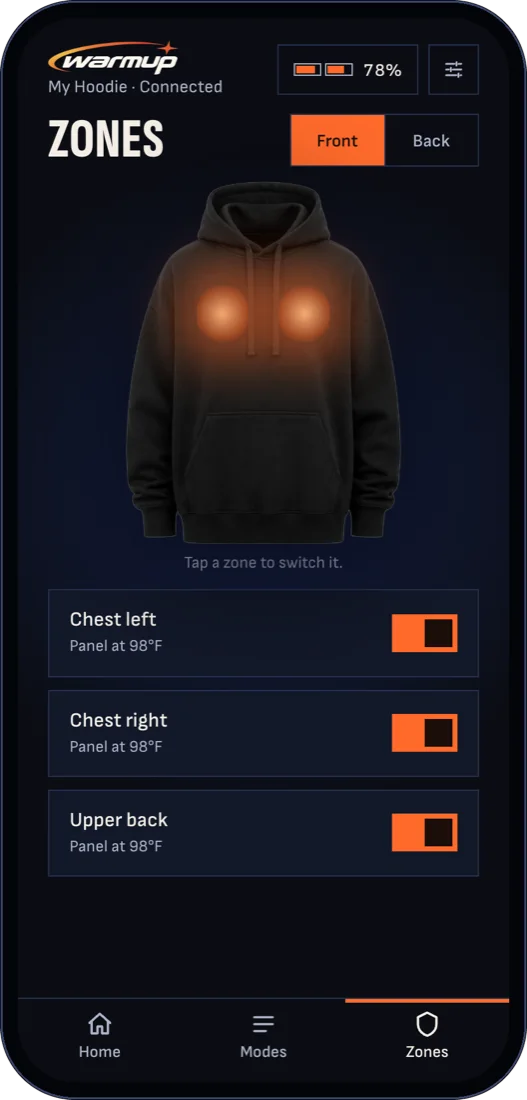 warmup
78%
My Hoodie · Connected
ZONES
Front
Back
Tap a zone to switch it.
Chest left
Panel at 98°F
Chest right
Panel at 98°F
Upper back
Panel at 98°F
Home
Modes
Zones